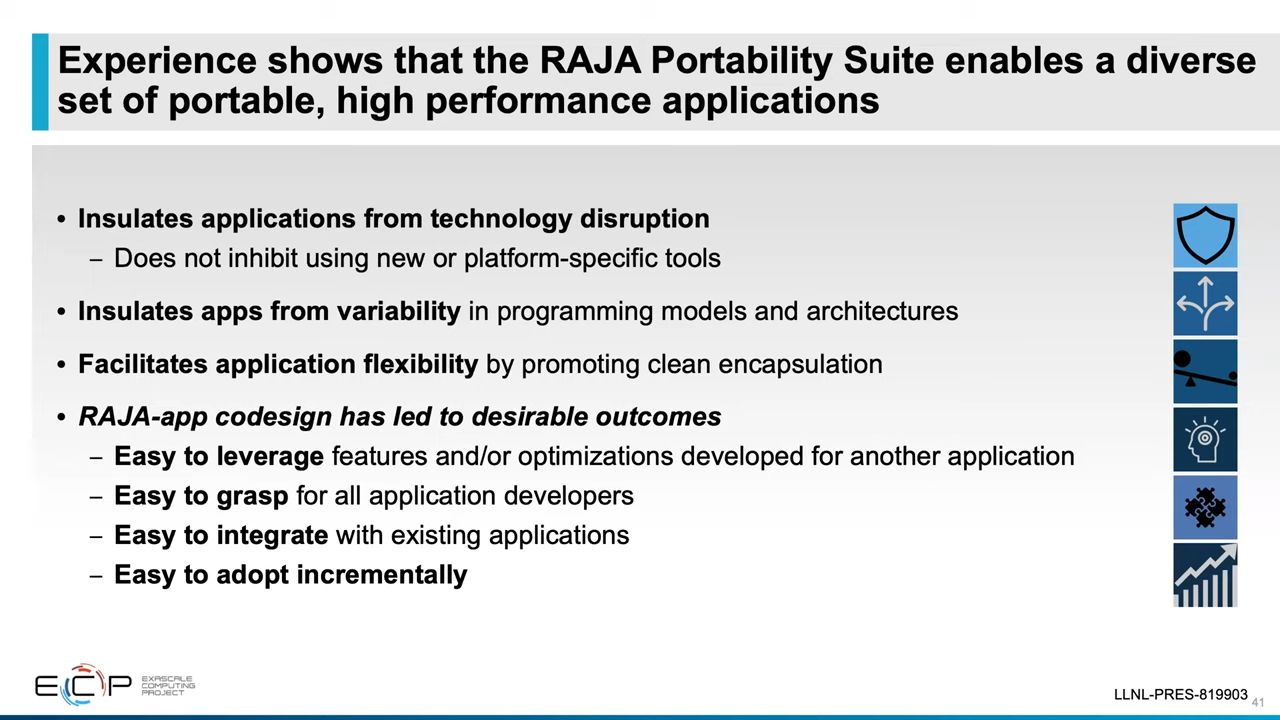 Experience shows that the RAJA Portability Suite enables a diverse
set of portable, high performance applications
• Insulates applications from technology disruption
– Does not inhibit using new or platform-specific tools
• Insulates apps from variability in programming models and architectures
• Facilitates application flexibility by promoting clean encapsulation
• RAJA-app codesign has led to desirable outcomes
– Easy to leverage features and/or optimizations developed for another application
– Easy to grasp for all application developers
– Easy to integrate with existing applications
– Easy to adopt incrementally
ECP
EXASCALE
COMPUTING
PROJECT
LLNL-PRES-819903
41